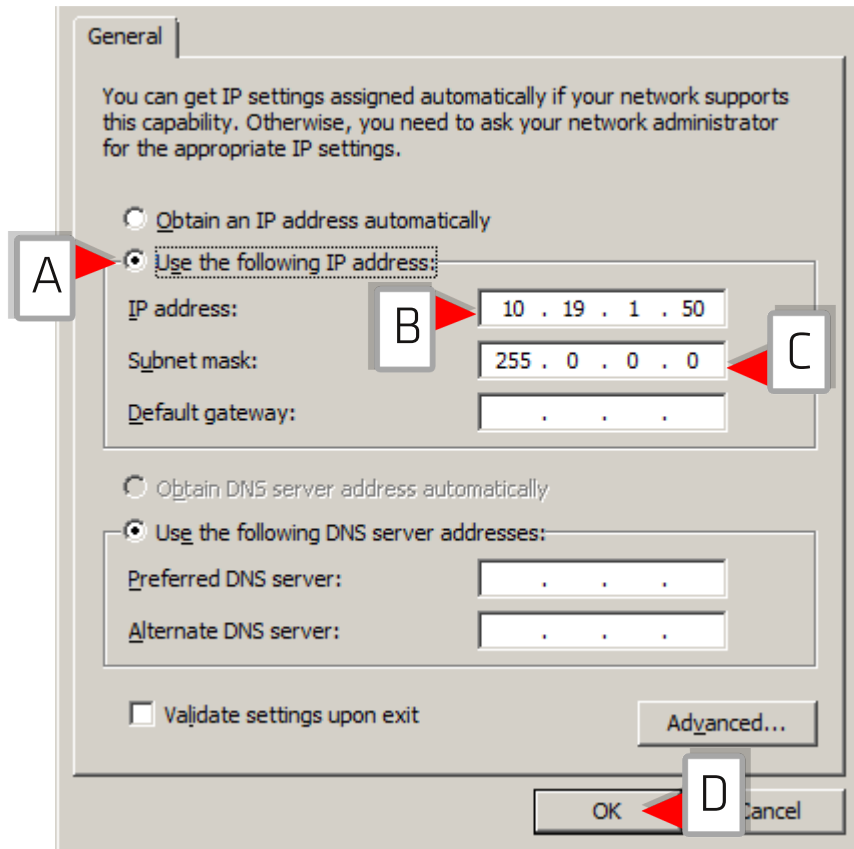 General
You can get IP settings assigned automatically if your network supports
this capability. Otherwise, you need to ask your network administrator
for the appropriate IP settings.
Obtain an IP address automatically
A
Use the following IP address:
IP address:
B
10 . 19 . 1 . 50
Subnet mask:
255 . 0 . 0 . 0
C
Default gateway:
. . .
Obtain DNS server address automatically
Use the following DNS server addresses:
Preferred DNS server:
. . .
Alternate DNS server:
. . .
Validate settings upon exit
Advanced...
OK
D